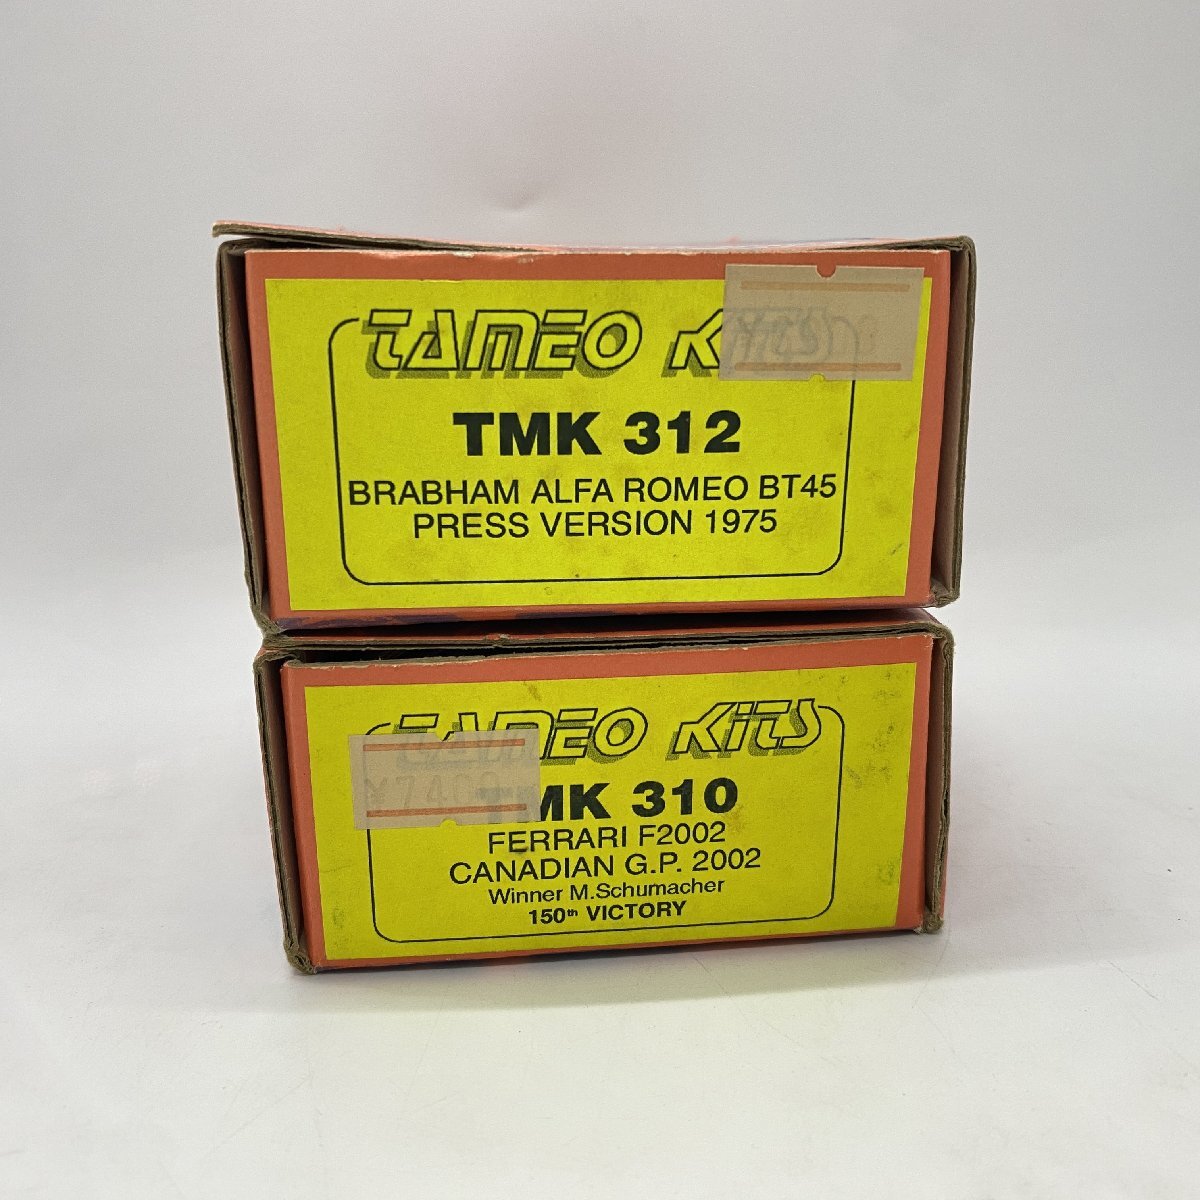 TAMEO KITS
TMK 312
BRABHAM ALFA ROMEO BT45
PRESS VERSION 1975
TAMEO KITS
TMK 310
FERRARI F2002
CANADIAN G.P. 2002
Winner M.Schumacher
150th VICTORY